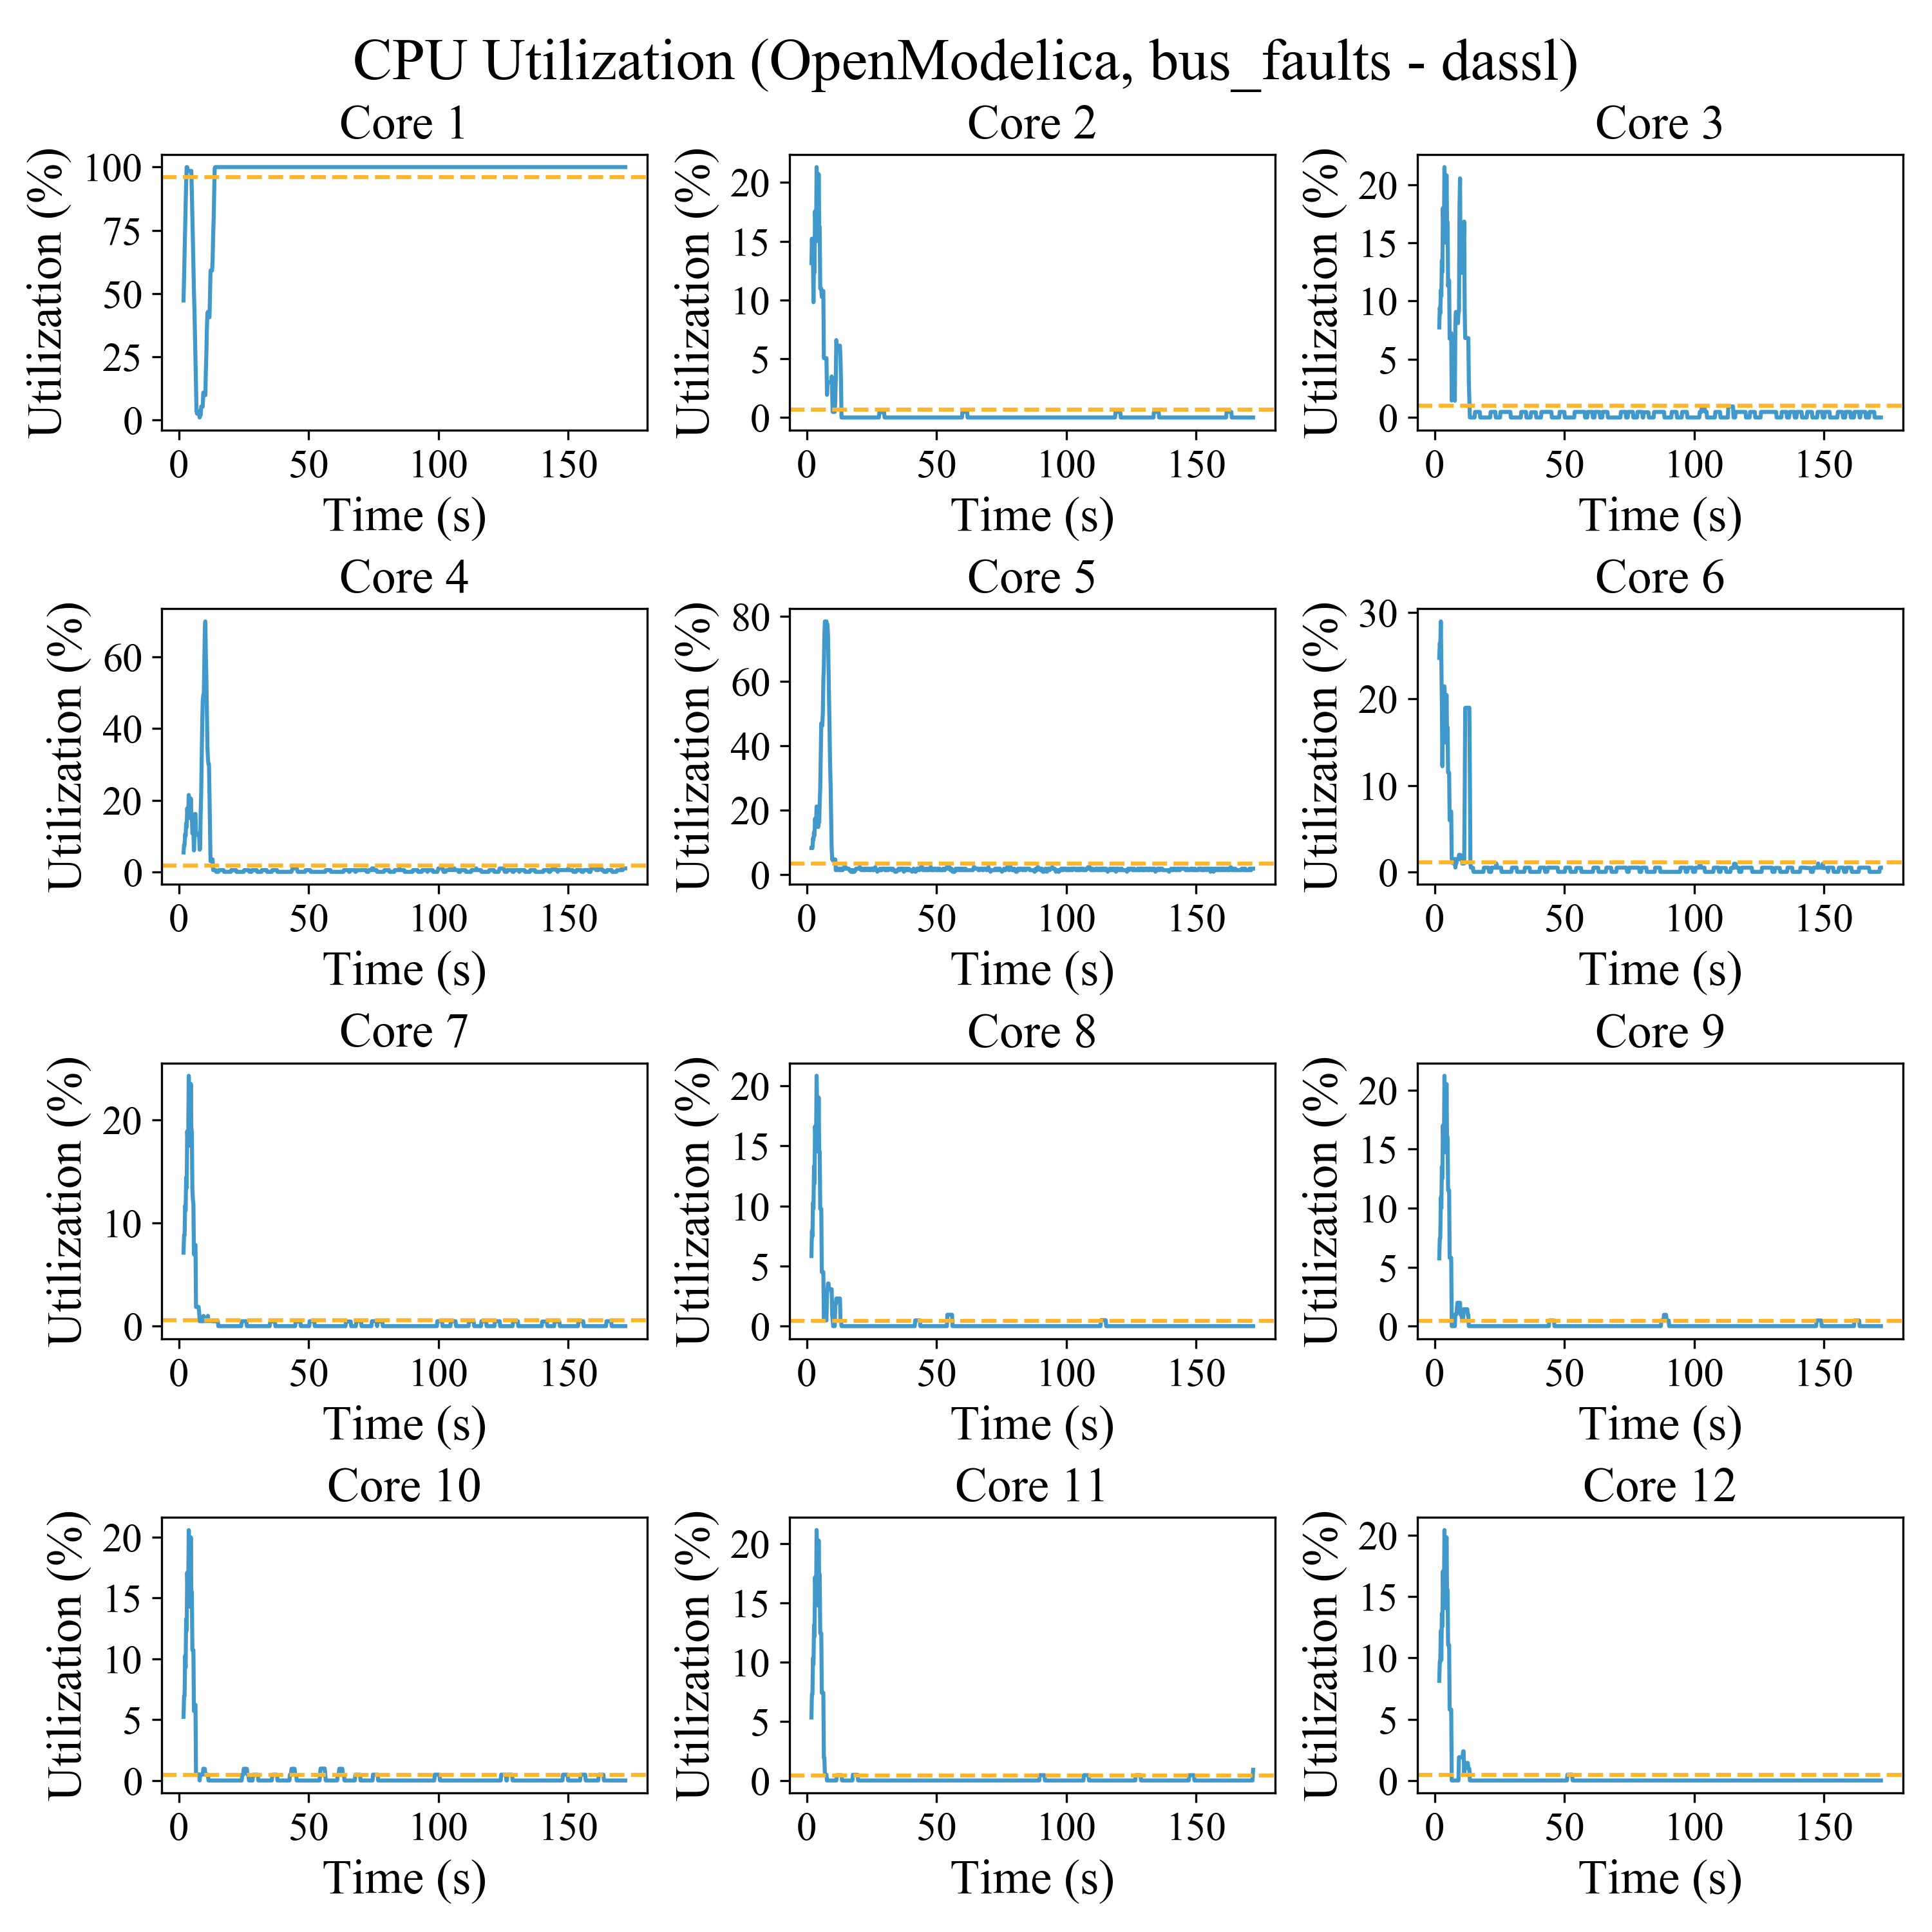 CPU Utilization (OpenModelica, bus_faults - dassl)
Core 1
Core 2
Core 3
Utilization (%)
100
75
50
25
0
0 50 100 150
Time (s)
Utilization (%)
20
15
10
5
0
0 50 100 150
Time (s)
Utilization (%)
20
15
10
5
0
0 50 100 150
Time (s)
Core 4
Core 5
Core 6
Utilization (%)
60
40
20
0
0 50 100 150
Time (s)
Utilization (%)
80
60
40
20
0
0 50 100 150
Time (s)
Utilization (%)
30
20
10
0
0 50 100 150
Time (s)
Core 7
Core 8
Core 9
Utilization (%)
20
10
0
0 50 100 150
Time (s)
Utilization (%)
20
15
10
5
0
0 50 100 150
Time (s)
Utilization (%)
20
15
10
5
0
0 50 100 150
Time (s)
Core 10
Core 11
Core 12
Utilization (%)
20
15
10
5
0
0 50 100 150
Time (s)
Utilization (%)
20
15
10
5
0
0 50 100 150
Time (s)
Utilization (%)
20
15
10
5
0
0 50 100 150
Time (s)